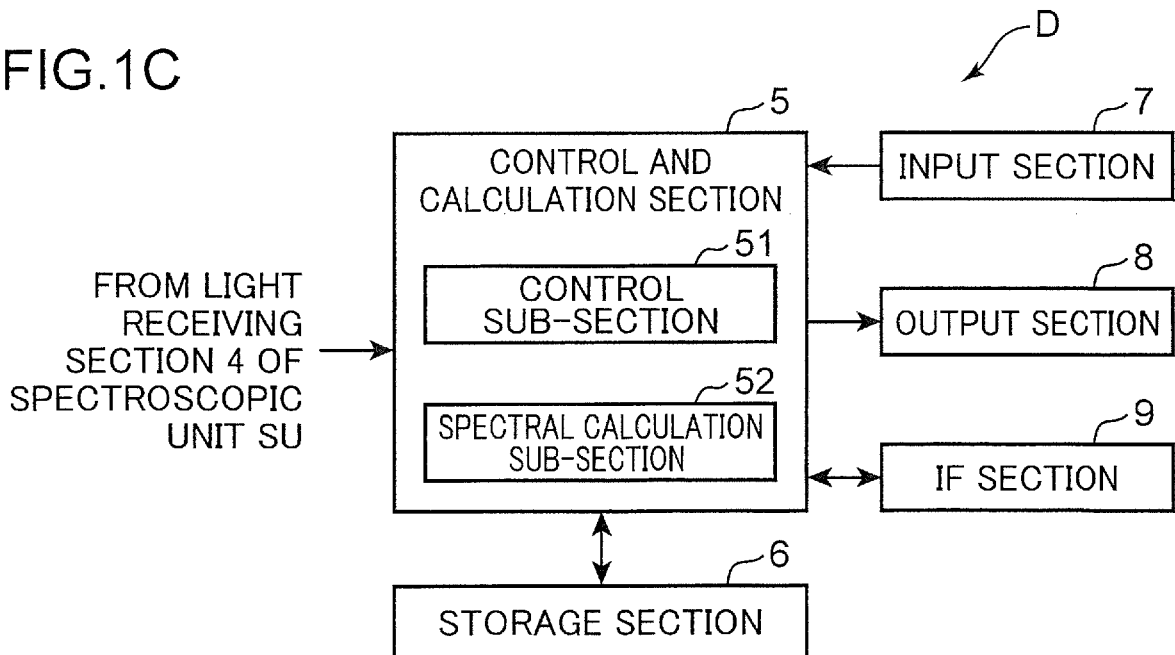 FIG.1C
D
5
CONTROL AND
CALCULATION SECTION
51
CONTROL
SUB-SECTION
52
SPECTRAL CALCULATION
SUB-SECTION
FROM LIGHT
RECEIVING
SECTION 4 OF
SPECTROSCOPIC
UNIT SU
7
INPUT SECTION
8
OUTPUT SECTION
9
IF SECTION
6
STORAGE SECTION